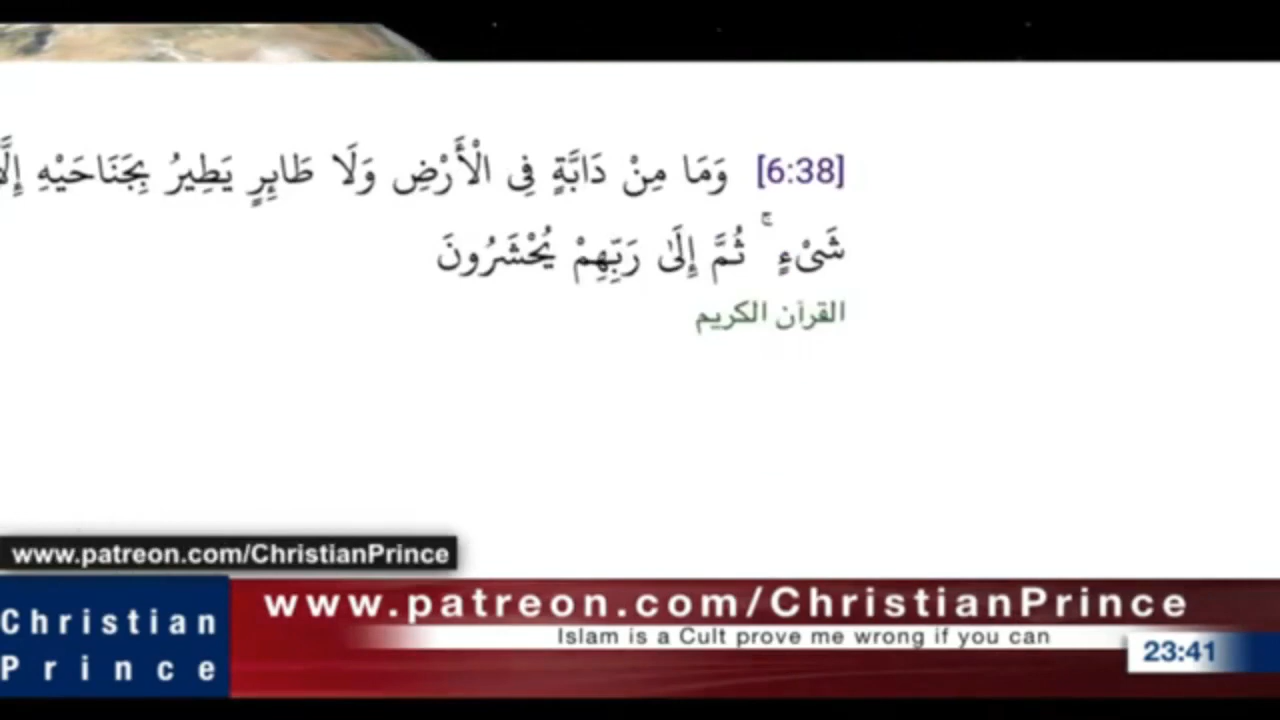 [6:38] وَمَا مِنْ دَابَّةٍ فِى الْأَرْضِ وَلَا طَايِرٍ يَطِيرُ بِجَنَاحَيْهِ
شَىْءٍ ۚ ثُمَّ إِلَىٰ رَبِّهِمْ يُحْشَرُونَ
القرآن الكريم
www.patreon.com/ChristianPrince
Christian
Prince
www.patreon.com/ChristianPrince
Islam is a Cult prove me wrong if you can
23:41